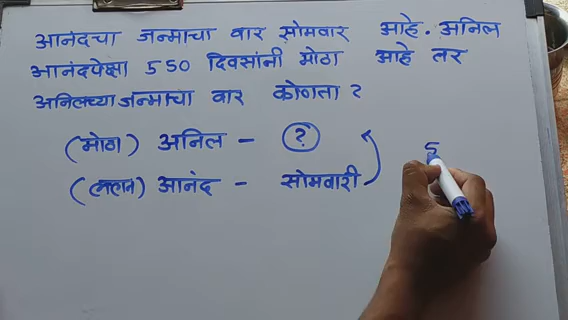 आनंदचा जन्माचा वार सोमवार आहे. अनिल
आनंदपेक्षा 550 दिवसांनी मोठा आहे तर
अनिलच्या जन्माचा वार कोणता ?
(मोठा) अनिल - ?
(लहान) आनंद - सोमवारी
5